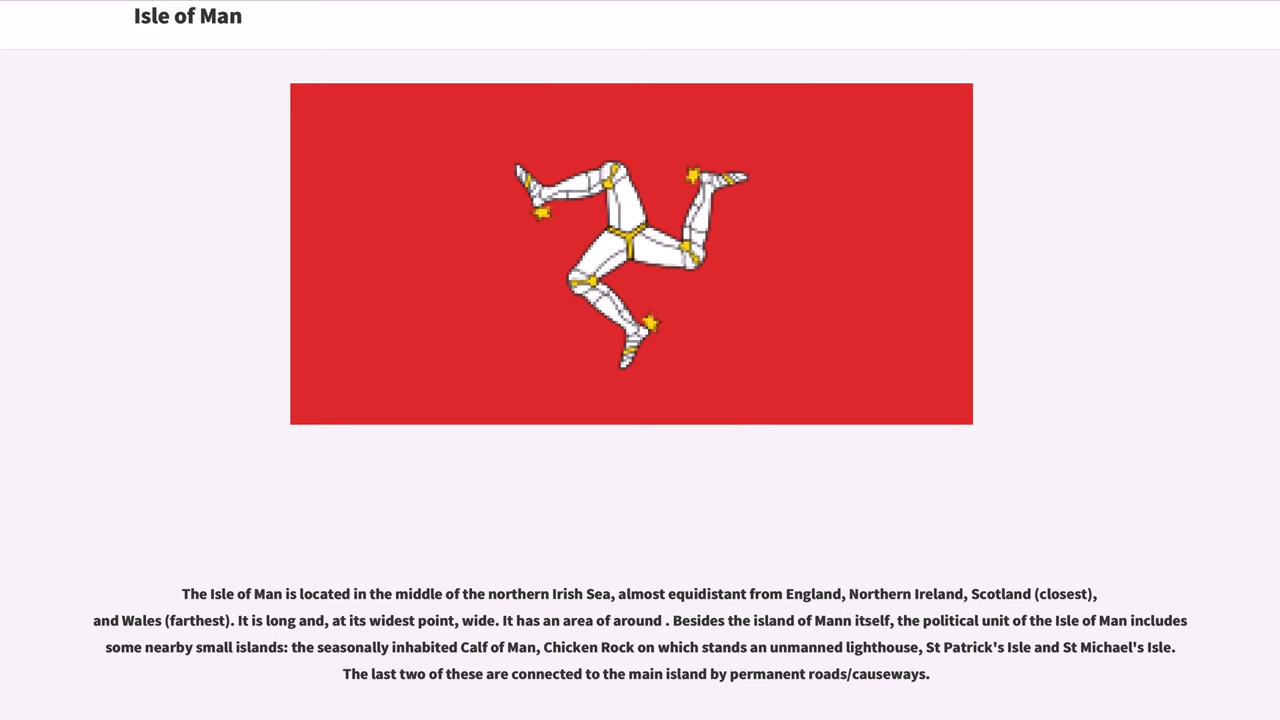 Isle of Man
The Isle of Man is located in the middle of the northern Irish Sea, almost equidistant from England, Northern Ireland, Scotland (closest),
and Wales (farthest). It is long and, at its widest point, wide. It has an area of around . Besides the island of Mann itself, the political unit of the Isle of Man includes
some nearby small islands: the seasonally inhabited Calf of Man, Chicken Rock on which stands an unmanned lighthouse, St Patrick's Isle and St Michael's Isle.
The last two of these are connected to the main island by permanent roads/causeways.